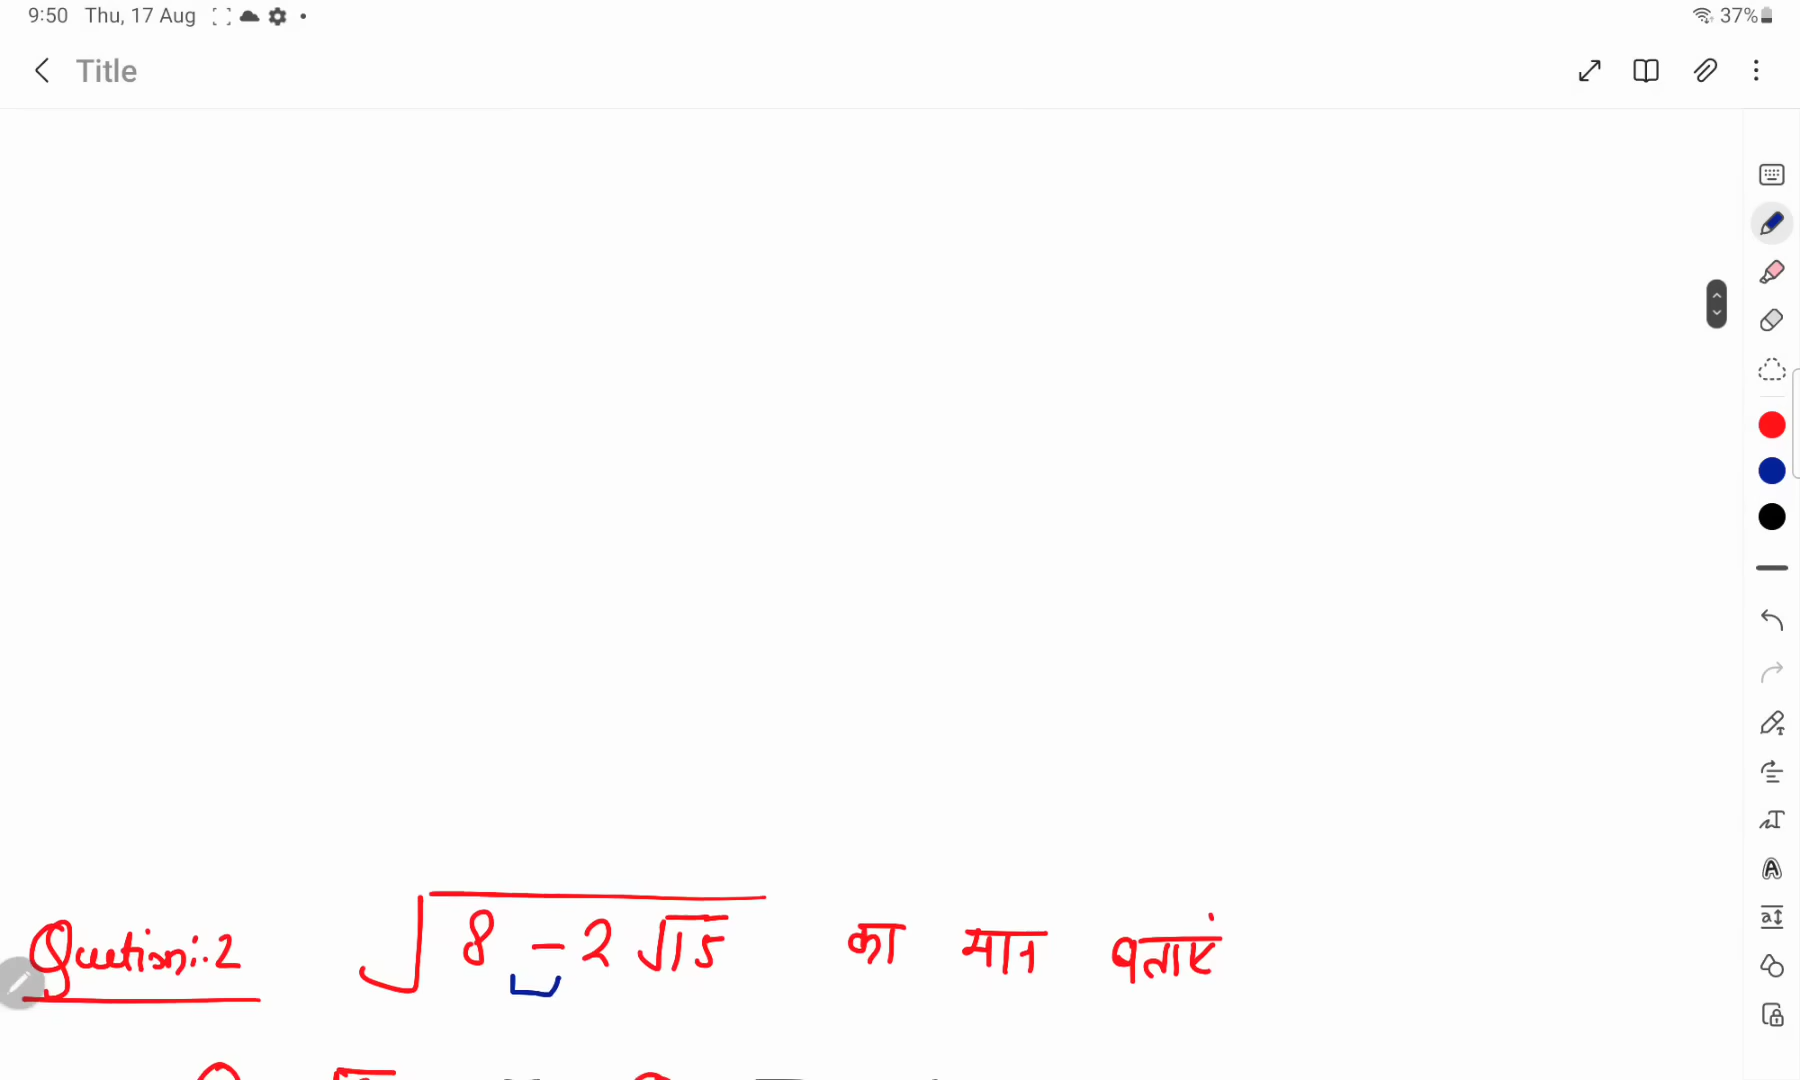 9:50 Thu, 17 Aug
37%
Title
Question:-2 √8 - 2√15 का मान बताएं